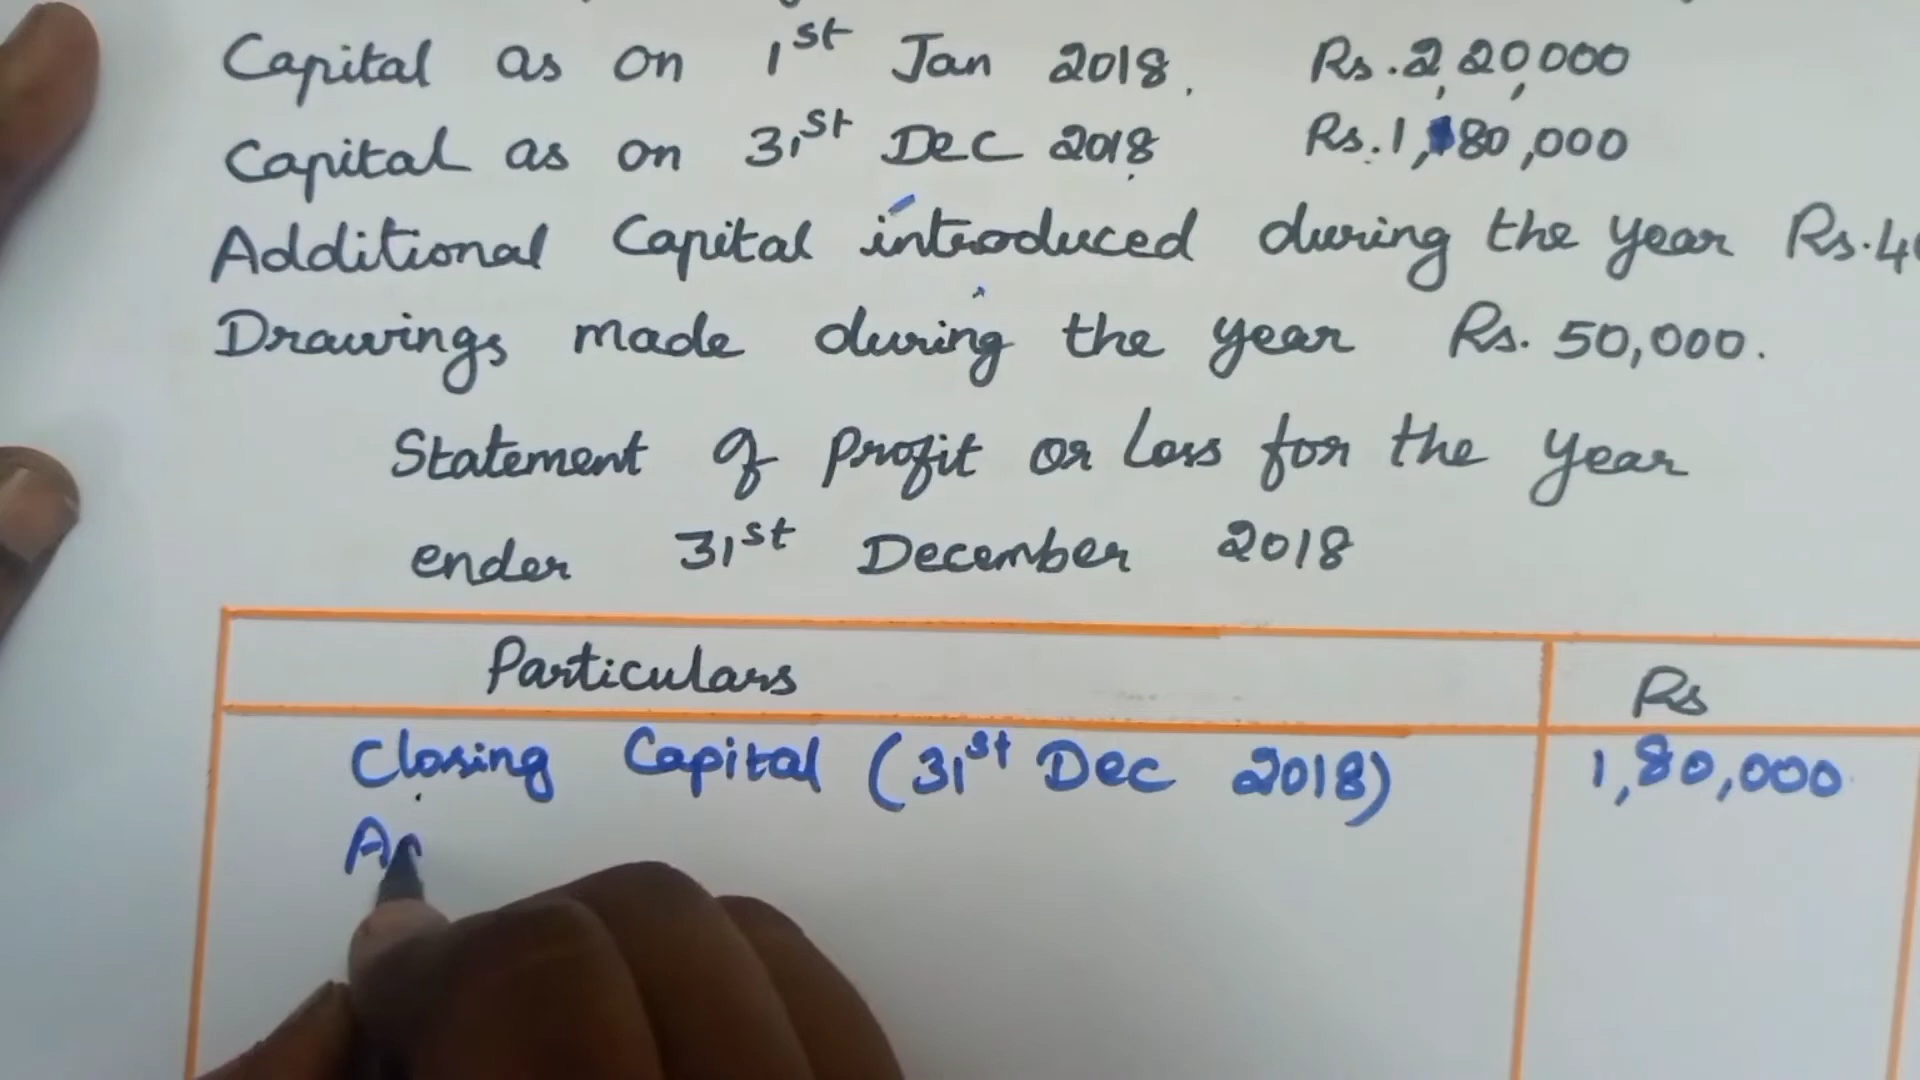 Capital as on 1st Jan 2018. Rs. 2,20,000
Capital as on 31st Dec 2018 Rs. 1,80,000
Additional Capital introduced during the year Rs. 4
Drawings made during the year Rs. 50,000.
Statement of Profit or Loss for the Year
ender 31st December 2018
Particulars Rs
Closing Capital (31st Dec 2018) 1,80,000